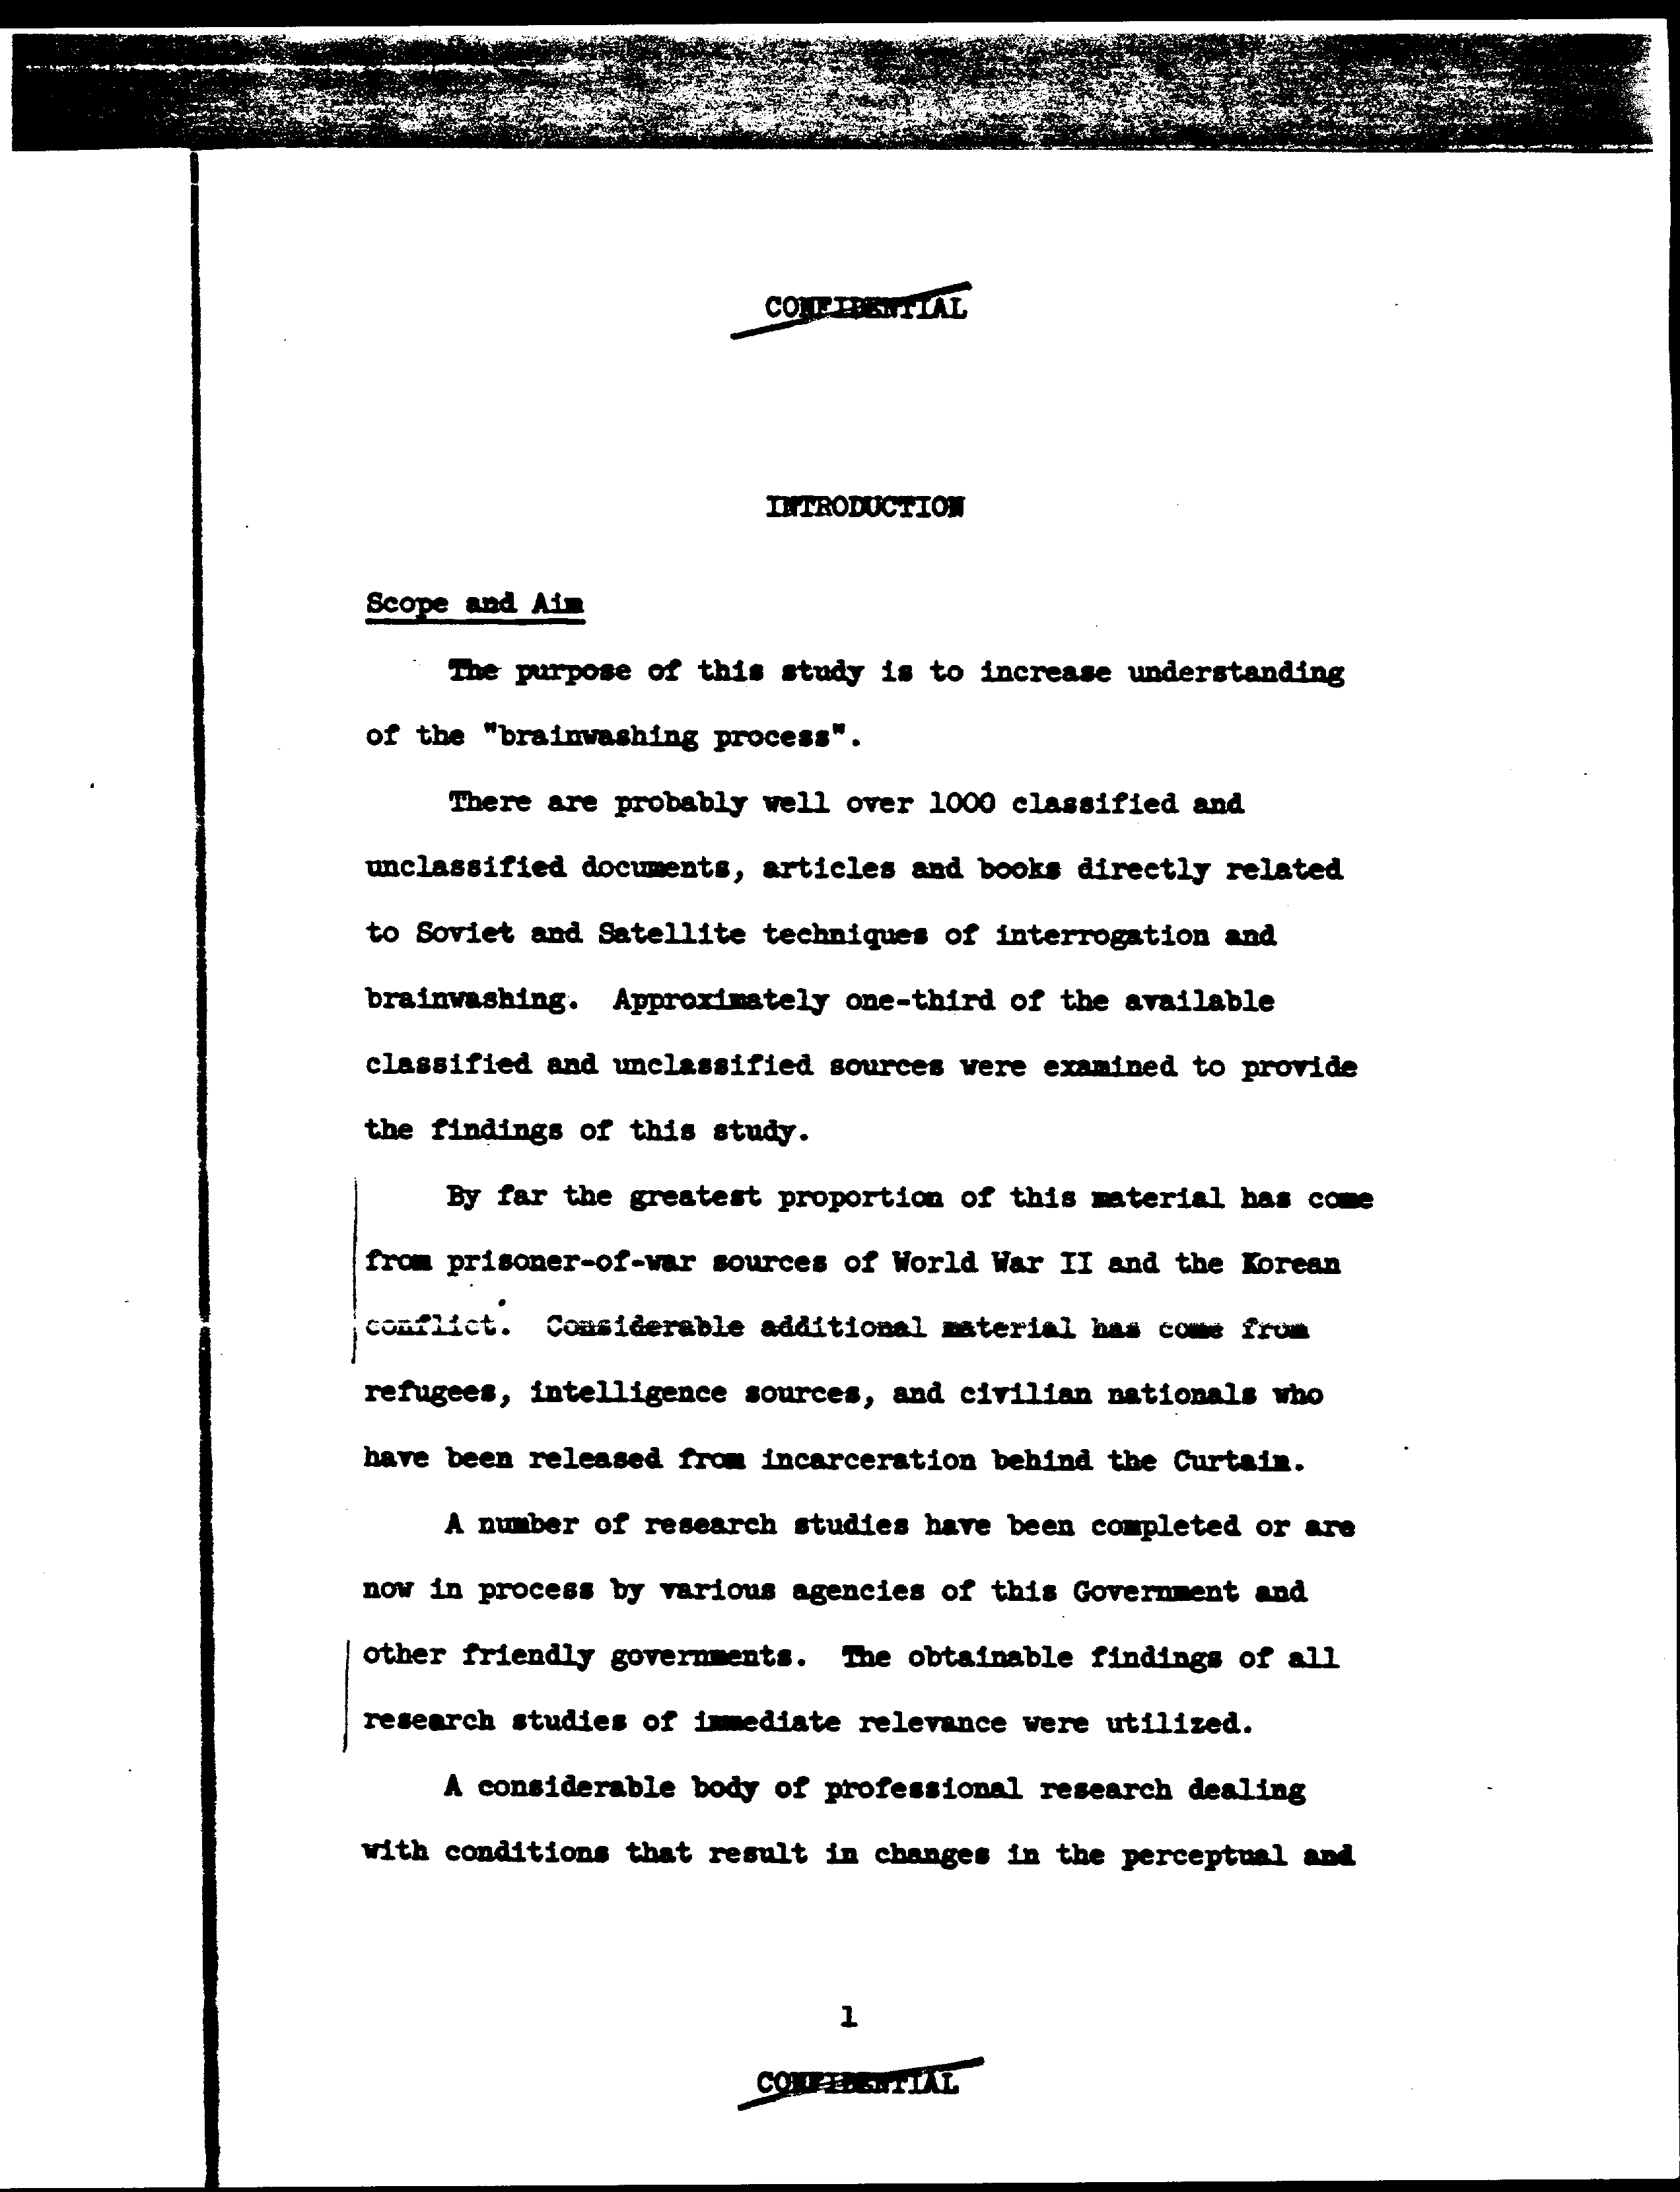 CONFIDENTIAL
INTRODUCTION
Scope and Aim
The purpose of this study is to increase understanding
of the "brainwashing process".
There are probably well over 1000 classified and
unclassified documents, articles and books directly related
to Soviet and Satellite techniques of interrogation and
brainwashing. Approximately one-third of the available
classified and unclassified sources were examined to provide
the findings of this study.
By far the greatest proportion of this material has come
from prisoner-of-war sources of World War II and the Korean
conflict. Considerable additional material has come from
refugees, intelligence sources, and civilian nationals who
have been released from incarceration behind the Curtain.
A number of research studies have been completed or are
now in process by various agencies of this Government and
other friendly governments. The obtainable findings of all
research studies of immediate relevance were utilized.
A considerable body of professional research dealing
with conditions that result in changes in the perceptual and
1
CONFIDENTIAL